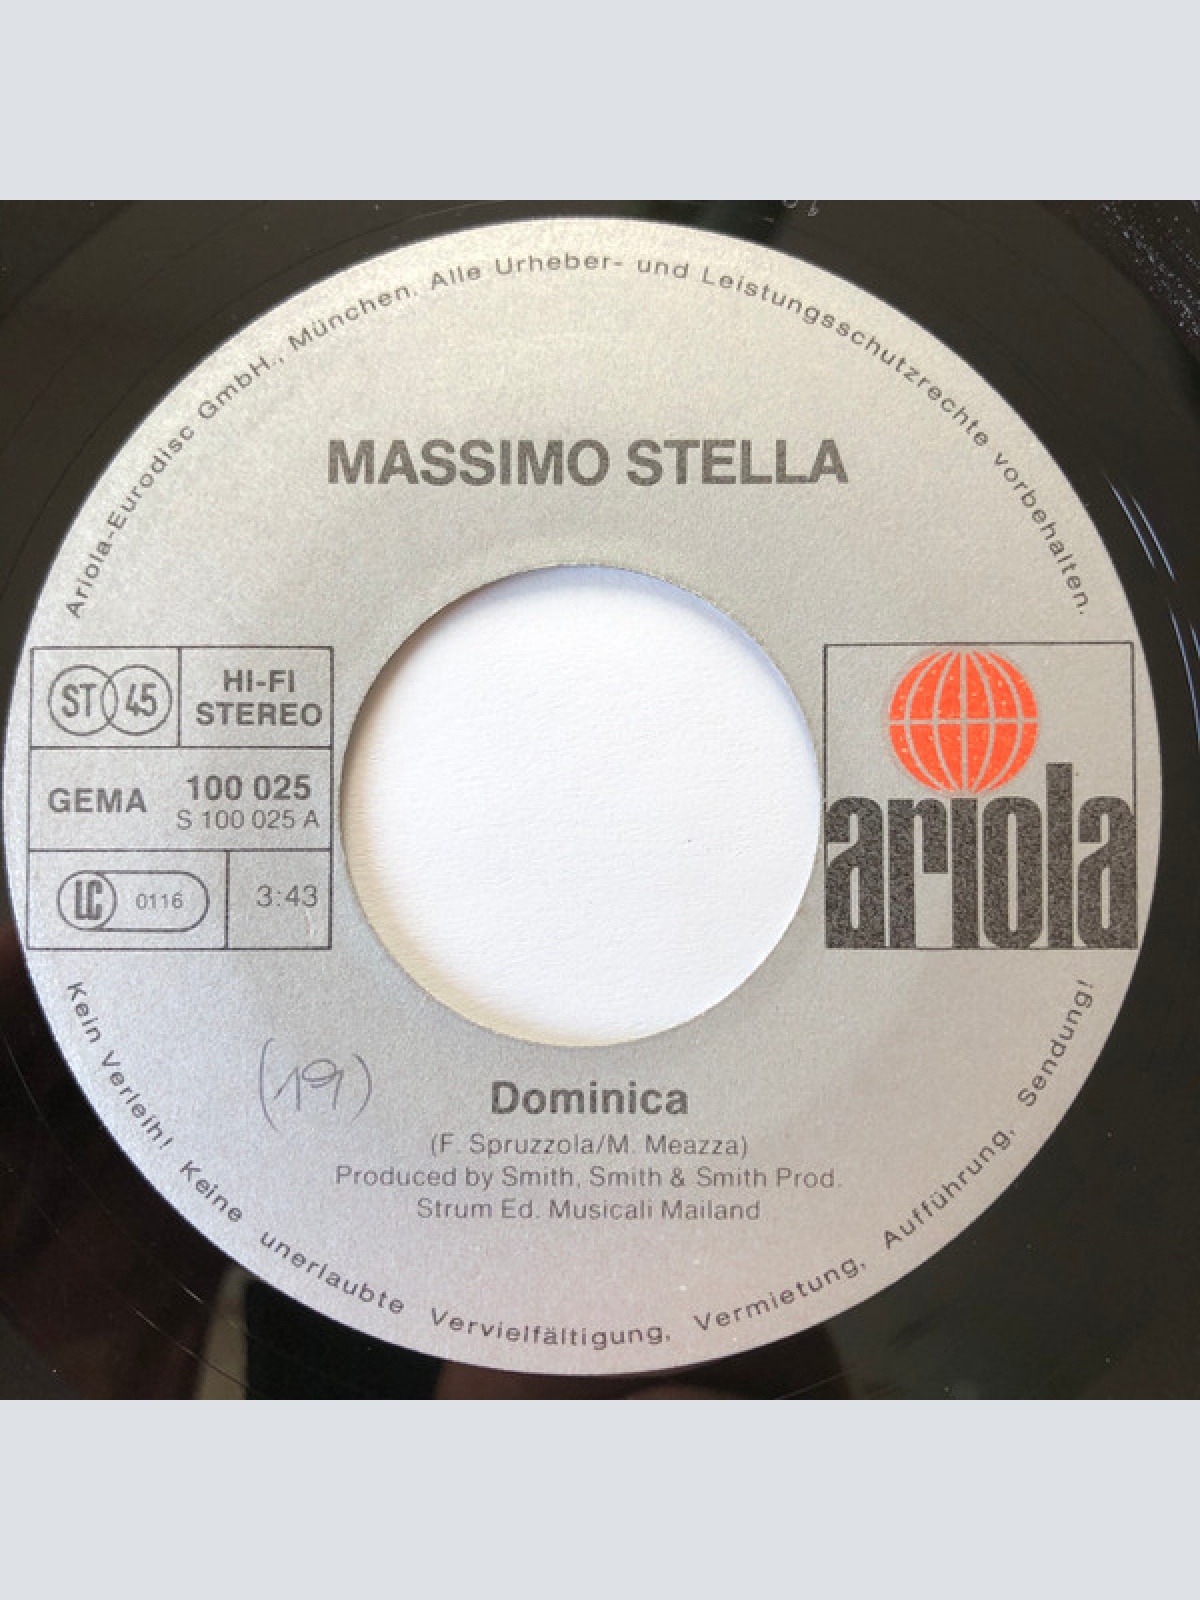 Ariola-Eurodisc GmbH., München. Alle Urheber- und Leistungsschutzrechte vorbehalten.
MASSIMO STELLA
ST 45
HI-FI
STEREO
GEMA
100 025
S 100 025 A
LC 0116
3:43
ariola
(19)
Dominica
(F. Spruzzola/M. Meazza)
Produced by Smith, Smith & Smith Prod.
Strum Ed. Musicali Mailand
Kein Verleih! Keine unerlaubte Vervielfältigung, Vermietung, Aufführung, Sendung!